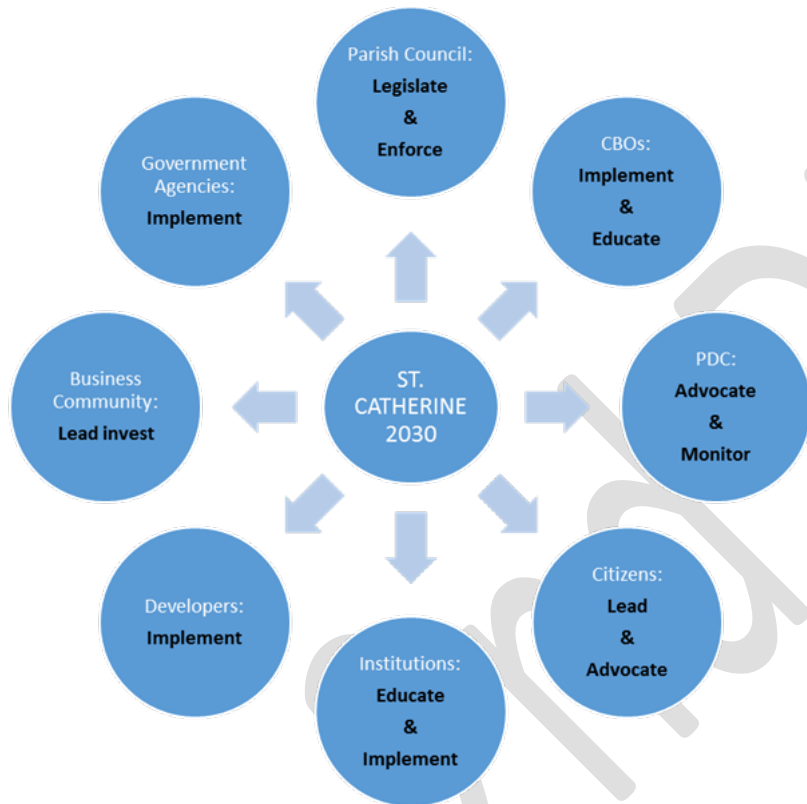 Parish Council:
Legislate
&
Enforce
CBOs:
Implement
&
Educate
PDC:
Advocate
&
Monitor
Citizens:
Lead
&
Advocate
Institutions:
Educate
&
Implement
Developers:
Implement
Business
Community:
Lead invest
Government
Agencies:
Implement
ST.
CATHERINE
2030